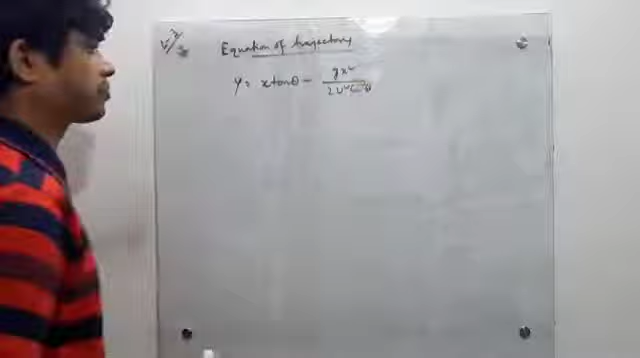 Equation of trajectory
y = x tanθ − gx² / 2u²cos²θ